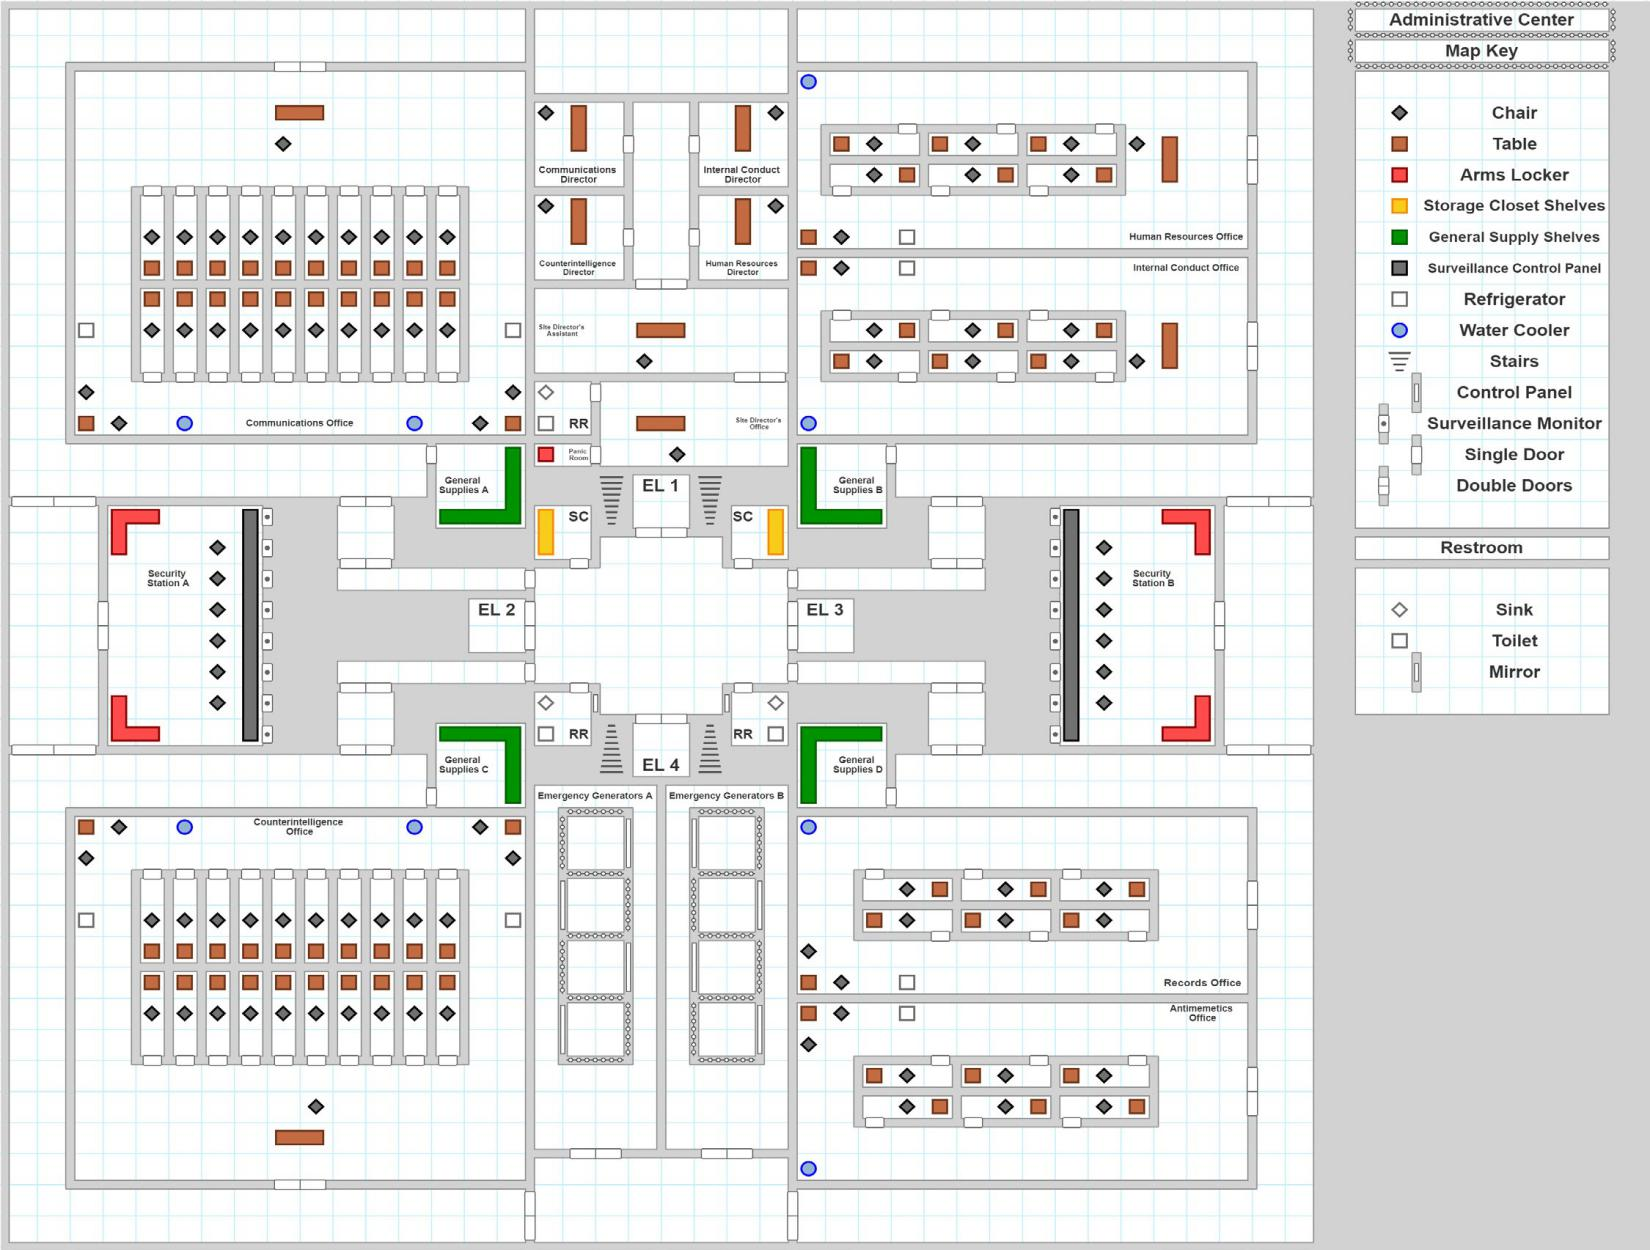 Administrative Center
Map Key
Chair
Table
Arms Locker
Storage Closet Shelves
General Supply Shelves
Surveillance Control Panel
Refrigerator
Water Cooler
Stairs
Control Panel
Surveillance Monitor
Single Door
Double Doors
Restroom
Sink
Toilet
Mirror
Communications
Director
Internal Conduct
Director
Counterintelligence
Director
Human Resources
Director
Human Resources Office
Internal Conduct Office
Site Director's
Assistant
Communications Office
RR
Site Director's
Office
Panic
Room
General
Supplies A
EL 1
General
Supplies B
SC
SC
Security
Station A
Security
Station B
EL 2
EL 3
RR
RR
General
Supplies C
EL 4
General
Supplies D
Emergency Generators A
Emergency Generators B
Counterintelligence
Office
Records Office
Antimemetics
Office